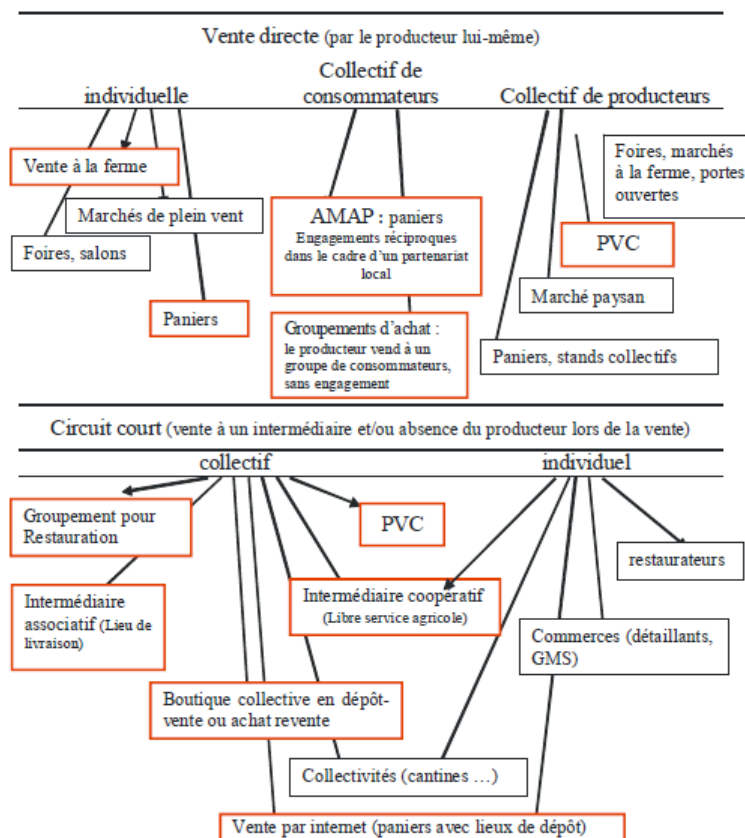 Vente directe (par le producteur lui-même)
individuelle
Collectif de
consommateurs
Collectif de producteurs
Vente à la ferme
Marchés de plein vent
Foires, salons
Paniers
AMAP : paniers
Engagements réciproques
dans le cadre d'un partenariat
local
Groupements d'achat :
le producteur vend à un
groupe de consommateurs,
sans engagement
Foires, marchés
à la ferme, portes
ouvertes
PVC
Marché paysan
Paniers, stands collectifs
Circuit court (vente à un intermédiaire et/ou absence du producteur lors de la vente)
collectif
individuel
Groupement pour
Restauration
PVC
restaurateurs
Intermédiaire
associatif (Lieu de
livraison)
Intermédiaire coopératif
(Libre service agricole)
Commerces (détaillants,
GMS)
Boutique collective en dépôt-
vente ou achat revente
Collectivités (cantines ...)
Vente par internet (paniers avec lieux de dépôt)